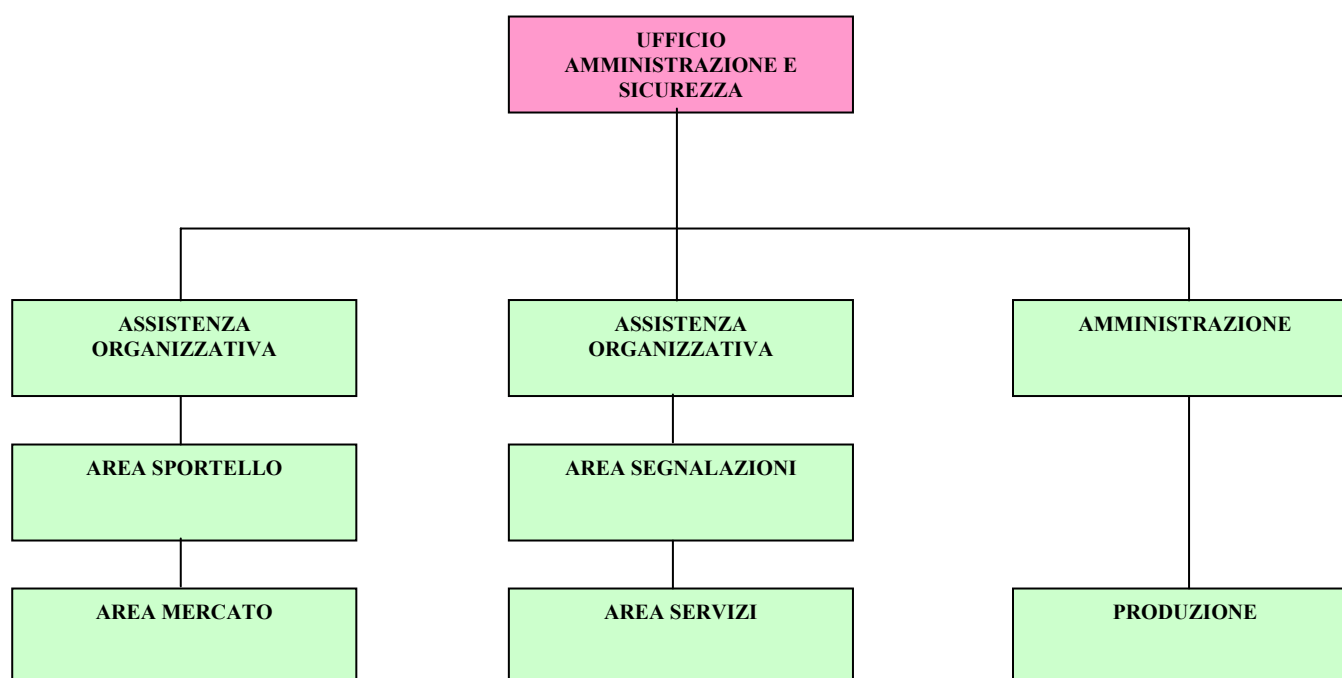 UFFICIO
AMMINISTRAZIONE E
SICUREZZA
ASSISTENZA
ORGANIZZATIVA
ASSISTENZA
ORGANIZZATIVA
AMMINISTRAZIONE
AREA SPORTELLO
AREA SEGNALAZIONI
AREA MERCATO
AREA SERVIZI
PRODUZIONE